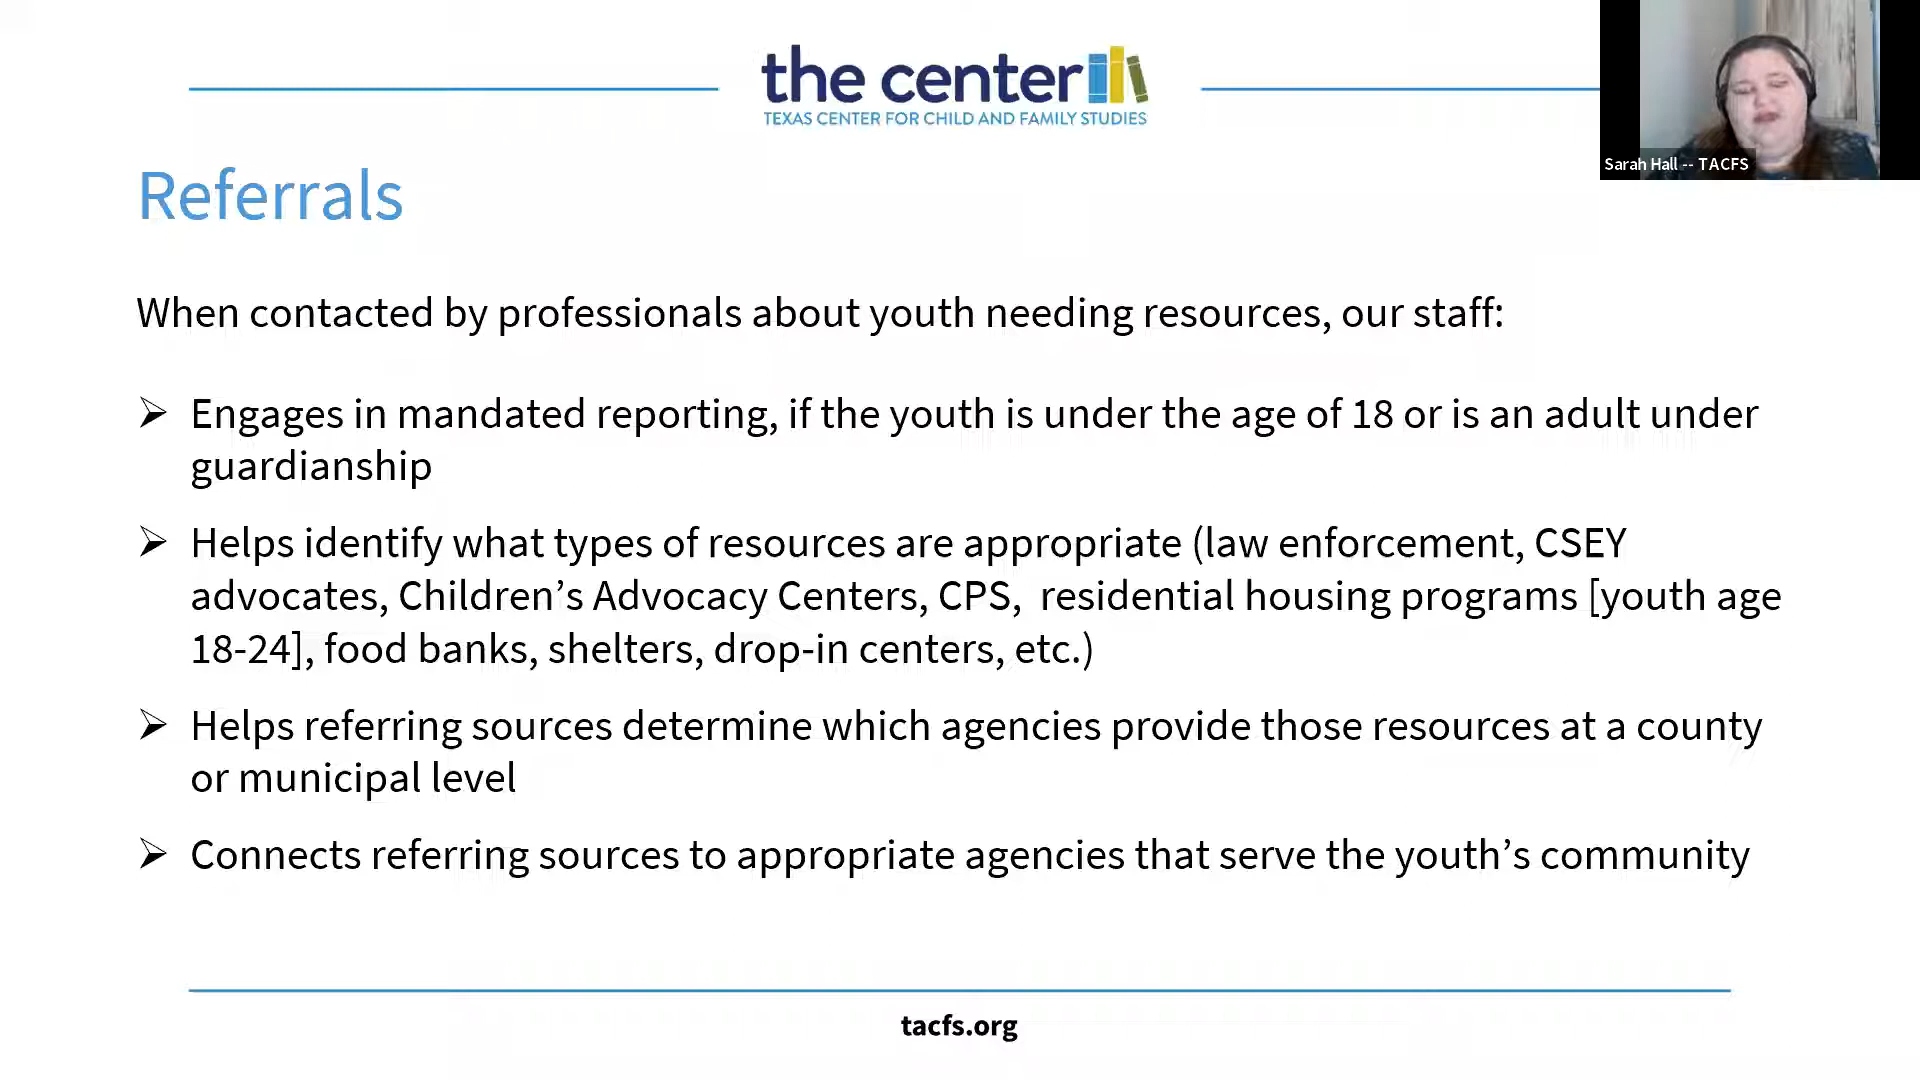 the center
TEXAS CENTER FOR CHILD AND FAMILY STUDIES
Sarah Hall -- TACFS
Referrals
When contacted by professionals about youth needing resources, our staff:
➢ Engages in mandated reporting, if the youth is under the age of 18 or is an adult under
guardianship
➢ Helps identify what types of resources are appropriate (law enforcement, CSEY
advocates, Children’s Advocacy Centers, CPS,  residential housing programs [youth age
18-24], food banks, shelters, drop-in centers, etc.)
➢ Helps referring sources determine which agencies provide those resources at a county
or municipal level
➢ Connects referring sources to appropriate agencies that serve the youth’s community
tacfs.org